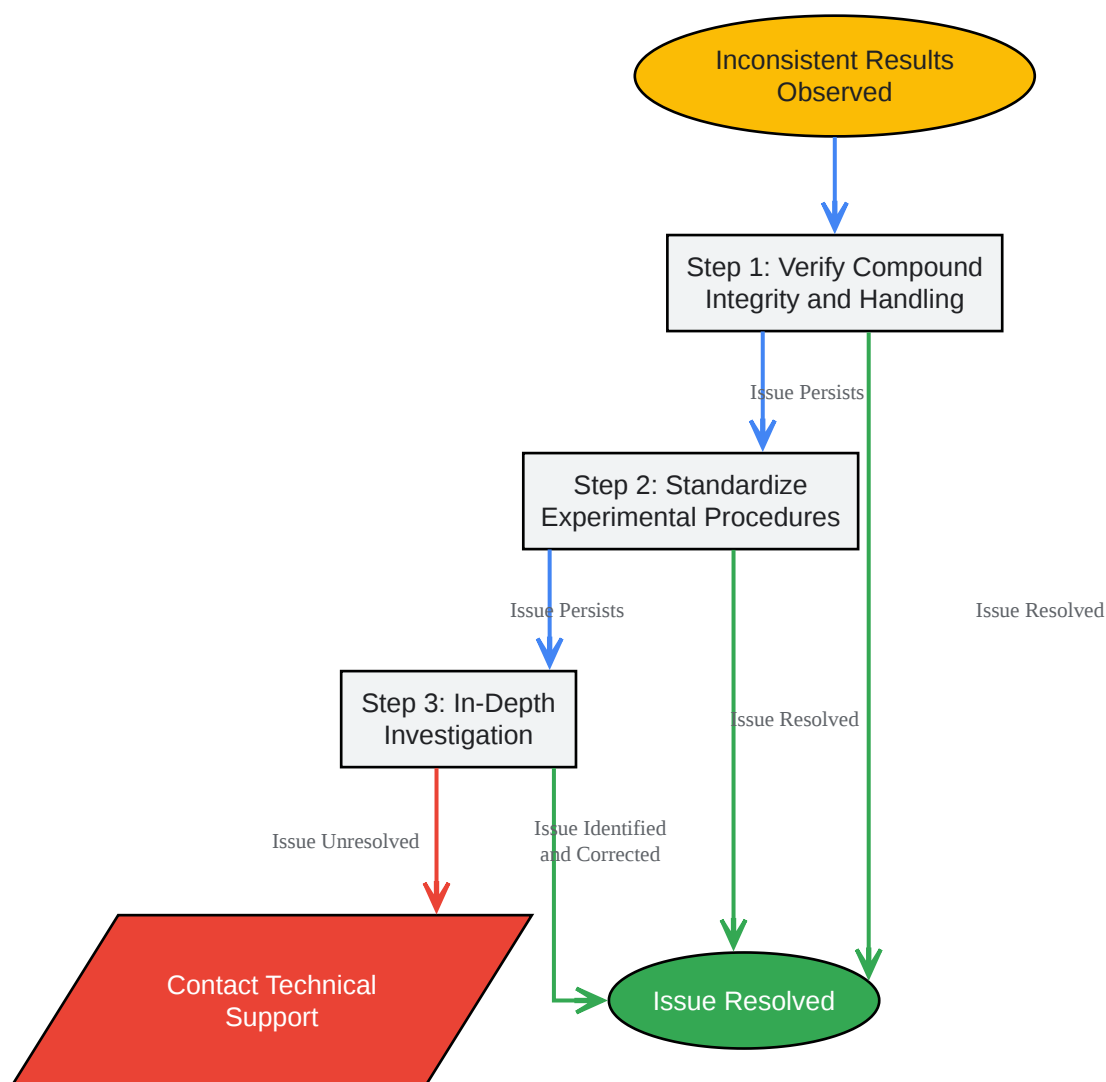 Inconsistent Results
Observed
Step 1: Verify Compound
Integrity and Handling
Issue Persists
Step 2: Standardize
Experimental Procedures
Issue Persists
Issue Resolved
Step 3: In-Depth
Investigation
Issue Resolved
Issue Unresolved
Issue Identified
and Corrected
Contact Technical
Support
Issue Resolved